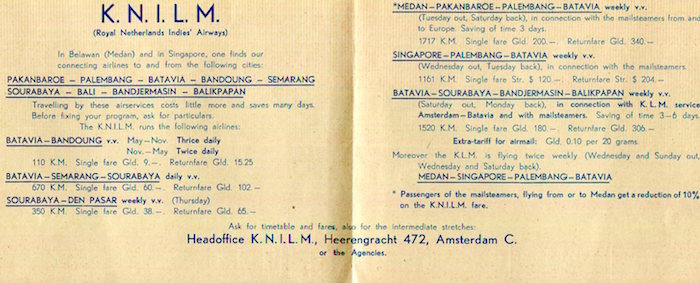 K.N.I.L.M.
(Royal Netherlands Indies' Airways)
In Belawan (Medan) and in Singapore, one finds our
connecting airlines to and from the following cities:
PAKANBAROE – PALEMBANG – BATAVIA – BANDOUNG – SEMARANG
SOURABAYA – BALI – BANDJERMASIN – BALIKPAPAN
Travelling by these airservices costs little more and saves many days.
Before fixing your program, ask for particulars.
The K.N.I.L.M. runs the following airlines:
BATAVIA–BANDOUNG v.v. May–Nov. Thrice daily
Nov.–May Twice daily
110 K.M. Single fare Gld. 9.—. Returnfare Gld. 15.25
BATAVIA–SEMARANG–SOURABAYA daily v.v.
670 K.M. Single fare Gld. 60.—. Returnfare Gld. 102.—
SOURABAYA–DEN PASAR weekly v.v. (Thursday)
350 K.M. Single fare Gld. 38.—. Returnfare Gld. 65.—
*MEDAN–PAKANBAROE–PALEMBANG–BATAVIA weekly v.v.
(Tuesday out, Saturday back), in connection with the mailsteamers from and
to Europe. Saving of time 3 days.
1717 K.M. Single fare Gld. 200.—. Returnfare Gld. 340.—
SINGAPORE–PALEMBANG–BATAVIA weekly v.v.
(Wednesday out, Tuesday back), in connection with the mailsteamers.
1161 K.M. Single fare Str. $ 120.—. Returnfare Str. $ 204.—
BATAVIA–SOURABAYA–BANDJERMASIN–BALIKPAPAN weekly v.v.
(Saturday out, Monday back), in connection with K.L.M. service
Amsterdam–Batavia and with mailsteamers. Saving of time 3–6 days.
1520 K.M. Single fare Gld. 180.—. Returnfare Gld. 306.—
Extra-tariff for airmail: Gld. 0.10 per 20 grams.
Moreover the K.L.M. is flying twice weekly (Wednesday and Sunday out,
Wednesday and Saturday back).
MEDAN–SINGAPORE–PALEMBANG–BATAVIA
* Passengers of the mailsteamers, flying from or to Medan get a reduction of 10%
on the K.N.I.L.M. fare.
Ask for timetable and fares, also for the intermediate stretches:
Headoffice K.N.I.L.M., Heerengracht 472, Amsterdam C.
or the Agencies.